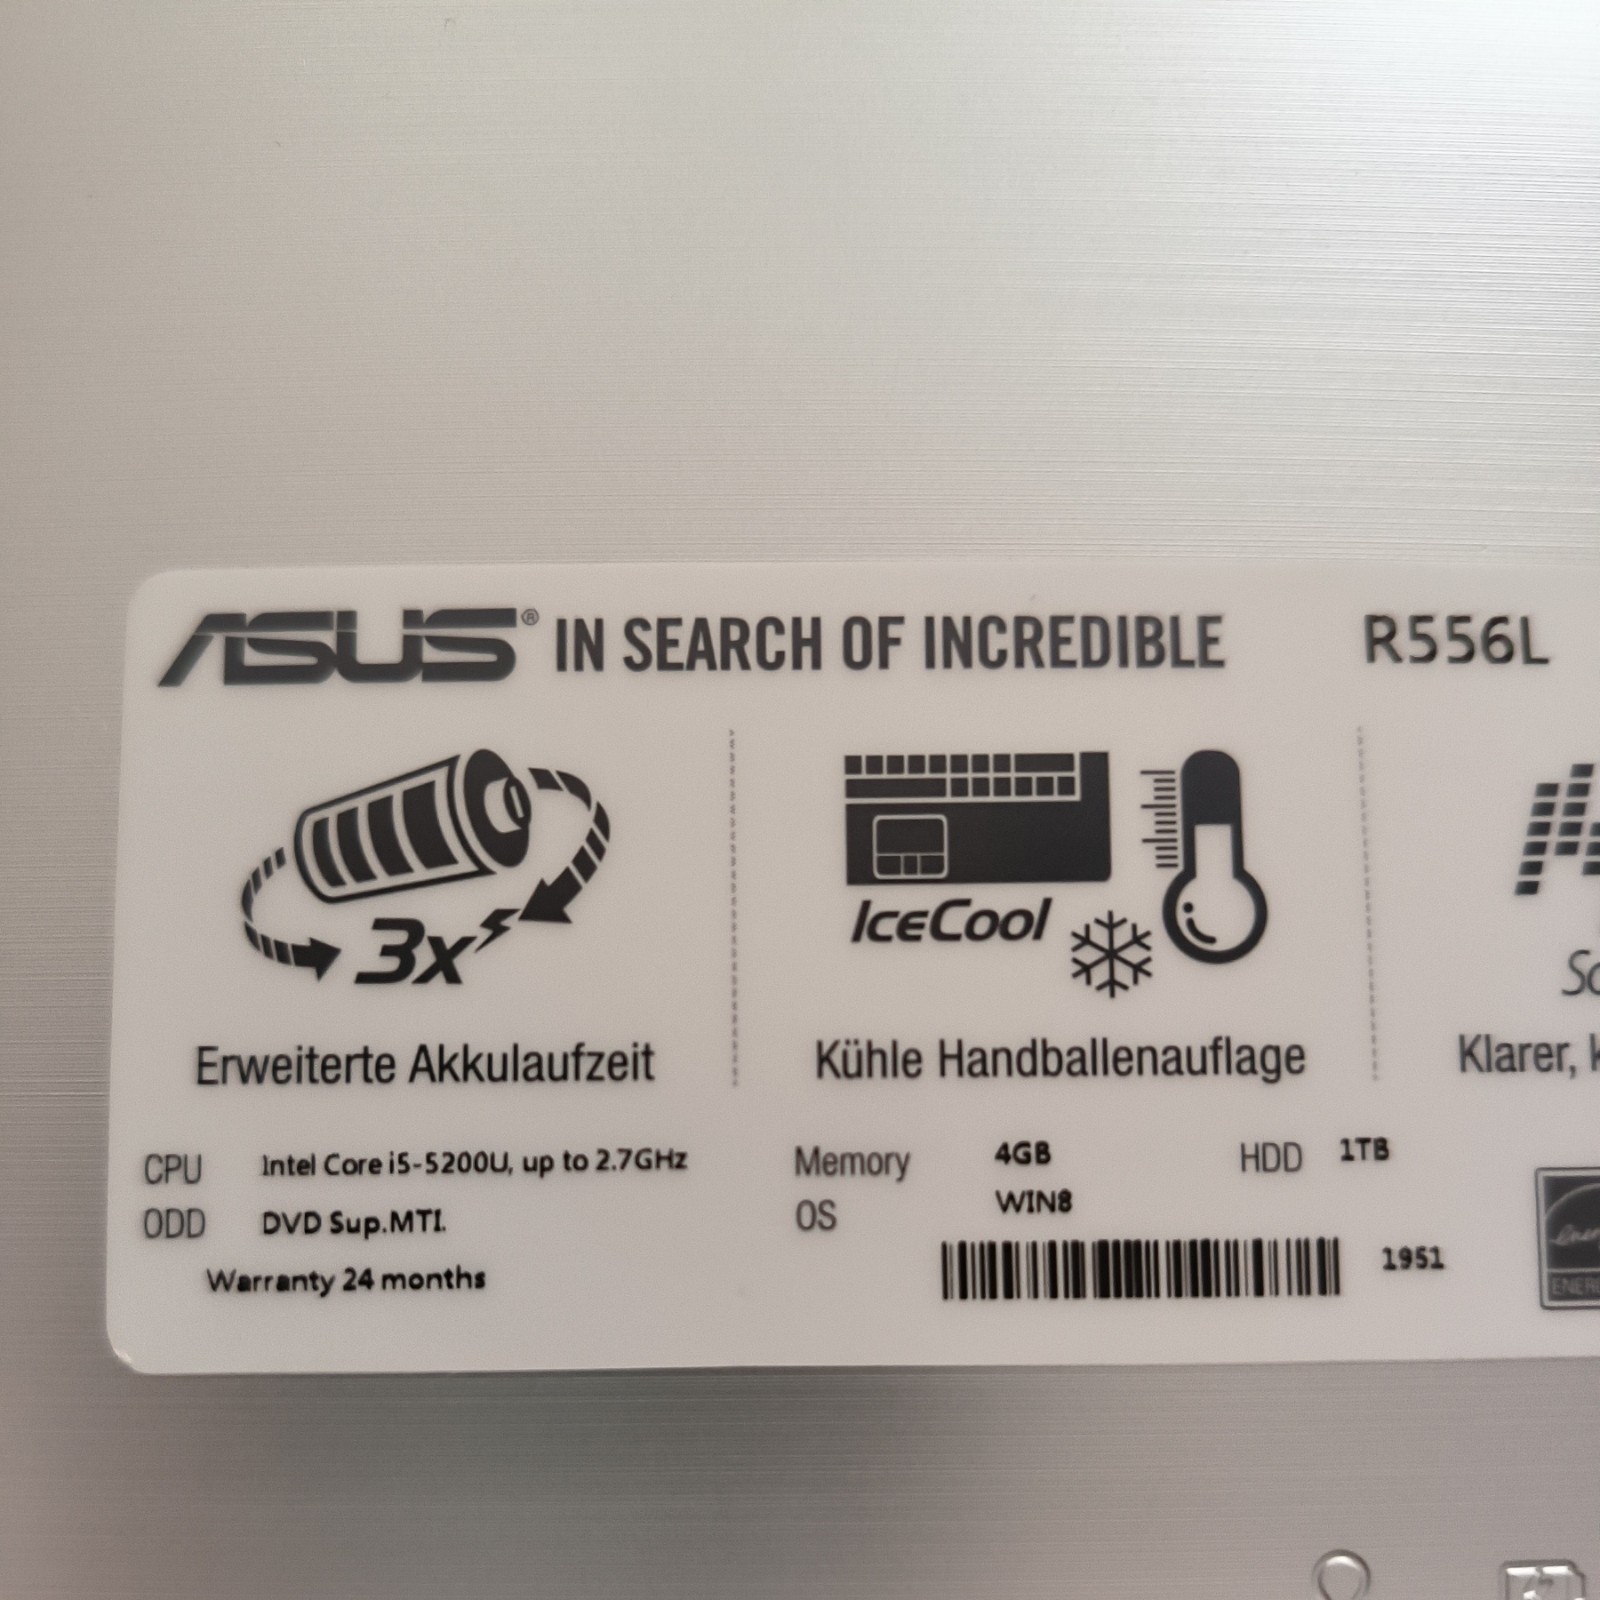 ASUS® IN SEARCH OF INCREDIBLE R556L
3x
IceCool
Erweiterte Akkulaufzeit
Kühle Handballenauflage
Klarer,
CPU Intel Core i5-5200U, up to 2.7GHz
Memory 4GB
HDD 1TB
ODD DVD Sup.MTI.
OS WIN8
Warranty 24 months
1951